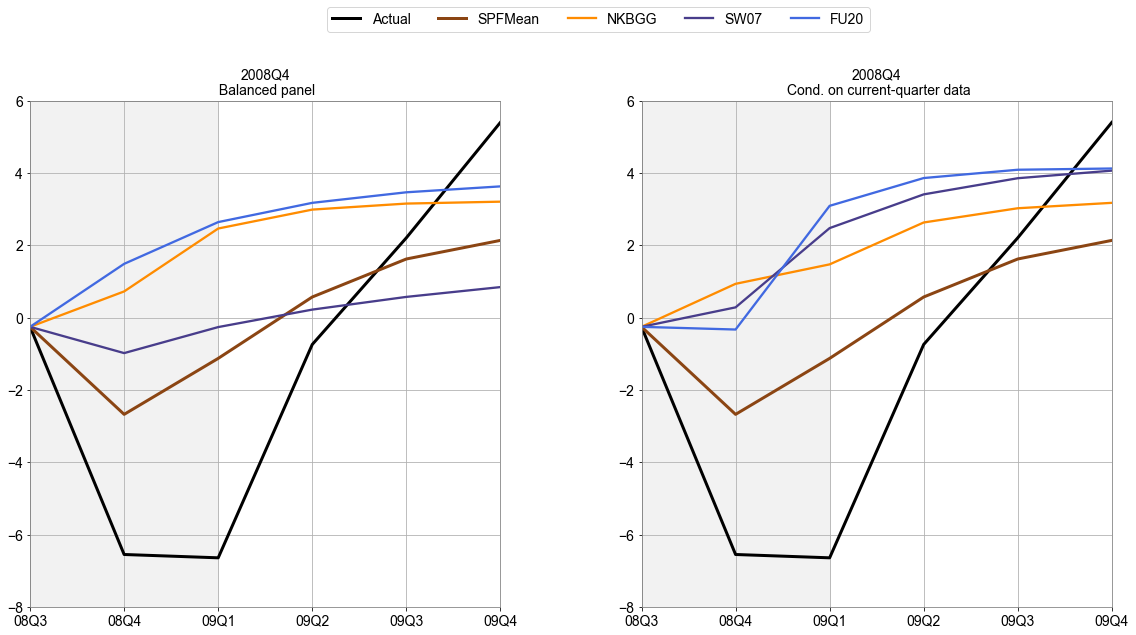 Actual SPFMean NKBGG SW07 FU20
2008Q4
Balanced panel
6
4
2
0
−2
−4
−6
−8
08Q3 08Q4 09Q1 09Q2 09Q3 09Q4
2008Q4
Cond. on current-quarter data
6
4
2
0
−2
−4
−6
−8
08Q3 08Q4 09Q1 09Q2 09Q3 09Q4